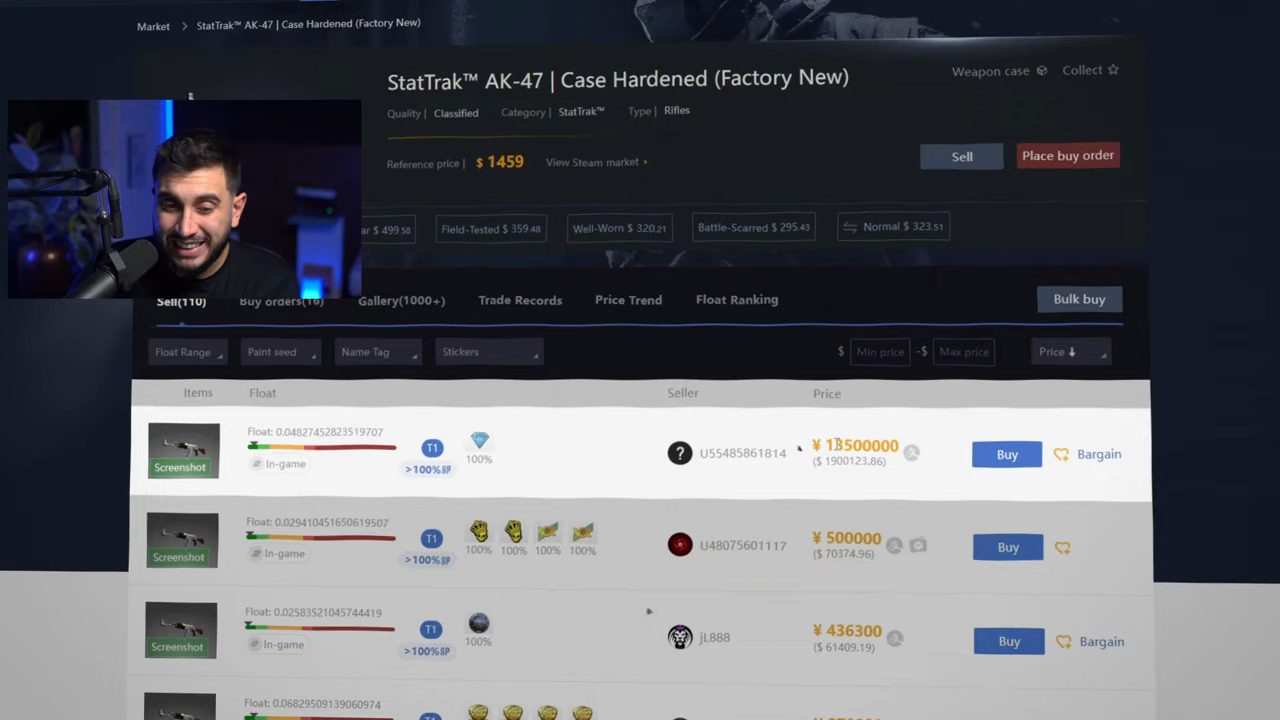 Market > StatTrak™ AK-47 | Case Hardened (Factory New)
StatTrak™ AK-47 | Case Hardened (Factory New)
Weapon case
Collect
Quality | Classified Category | StatTrak™ Type | Rifles
Reference price | $ 1459 View Steam market
Sell
Place buy order
ar $ 499.58
Field-Tested $ 359.48
Well-Worn $ 320.21
Battle-Scarred $ 295.43
Normal $ 323.51
Sell(110)
Buy orders(16)
Gallery(1000+)
Trade Records
Price Trend
Float Ranking
Bulk buy
Float Range
Paint seed
Name Tag
Stickers
$ Min price -$ Max price
Price
Items Float Seller Price
Screenshot
Float: 0.04827452823519707
In-game
T1
>100%BP
100%
?
U55485861814
¥ 13500000
($ 1900123.86)
Buy
Bargain
Screenshot
Float: 0.029410451650619507
In-game
T1
>100%BP
100% 100% 100% 100%
U48075601117
¥ 500000
($ 70374.96)
Buy
Screenshot
Float: 0.02583521045744419
In-game
T1
>100%BP
100%
jL888
¥ 436300
($ 61409.19)
Buy
Bargain
Float: 0.06829509139060974